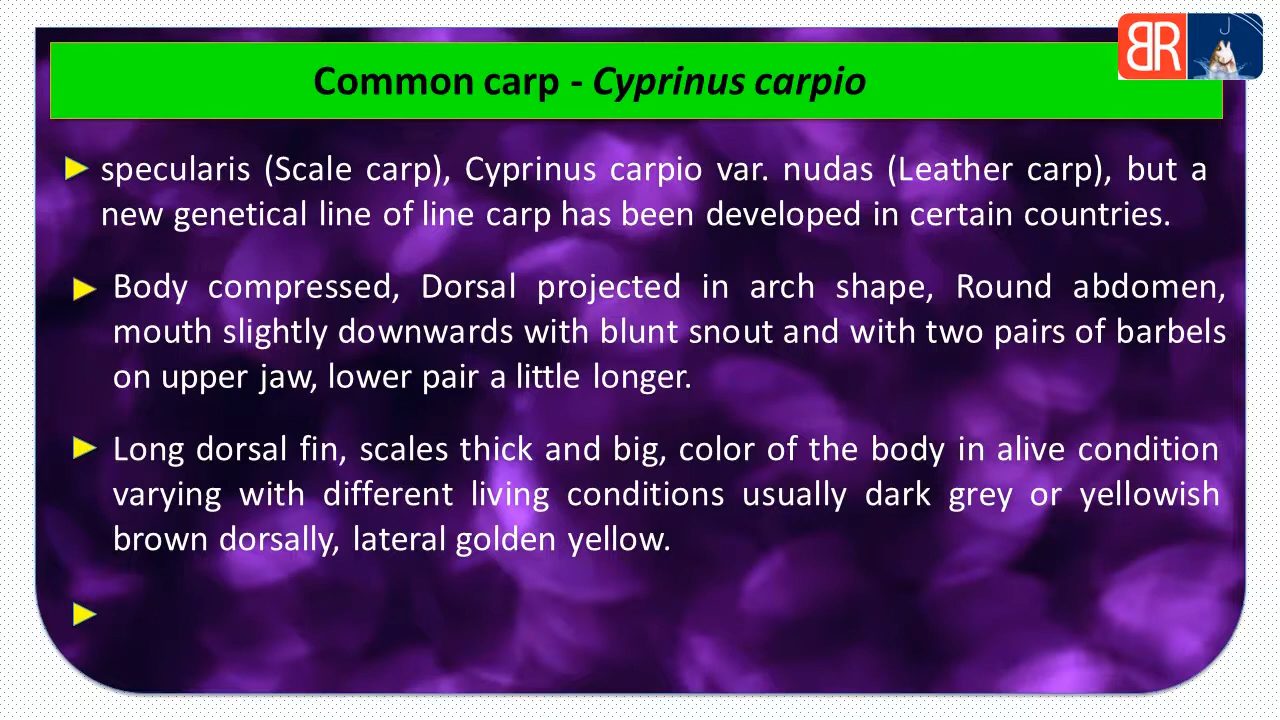 BR
Common carp - Cyprinus carpio
specularis (Scale carp), Cyprinus carpio var. nudas (Leather carp), but a
new genetical line of line carp has been developed in certain countries.
Body compressed, Dorsal projected in arch shape, Round abdomen,
mouth slightly downwards with blunt snout and with two pairs of barbels
on upper jaw, lower pair a little longer.
Long dorsal fin, scales thick and big, color of the body in alive condition
varying with different living conditions usually dark grey or yellowish
brown dorsally, lateral golden yellow.